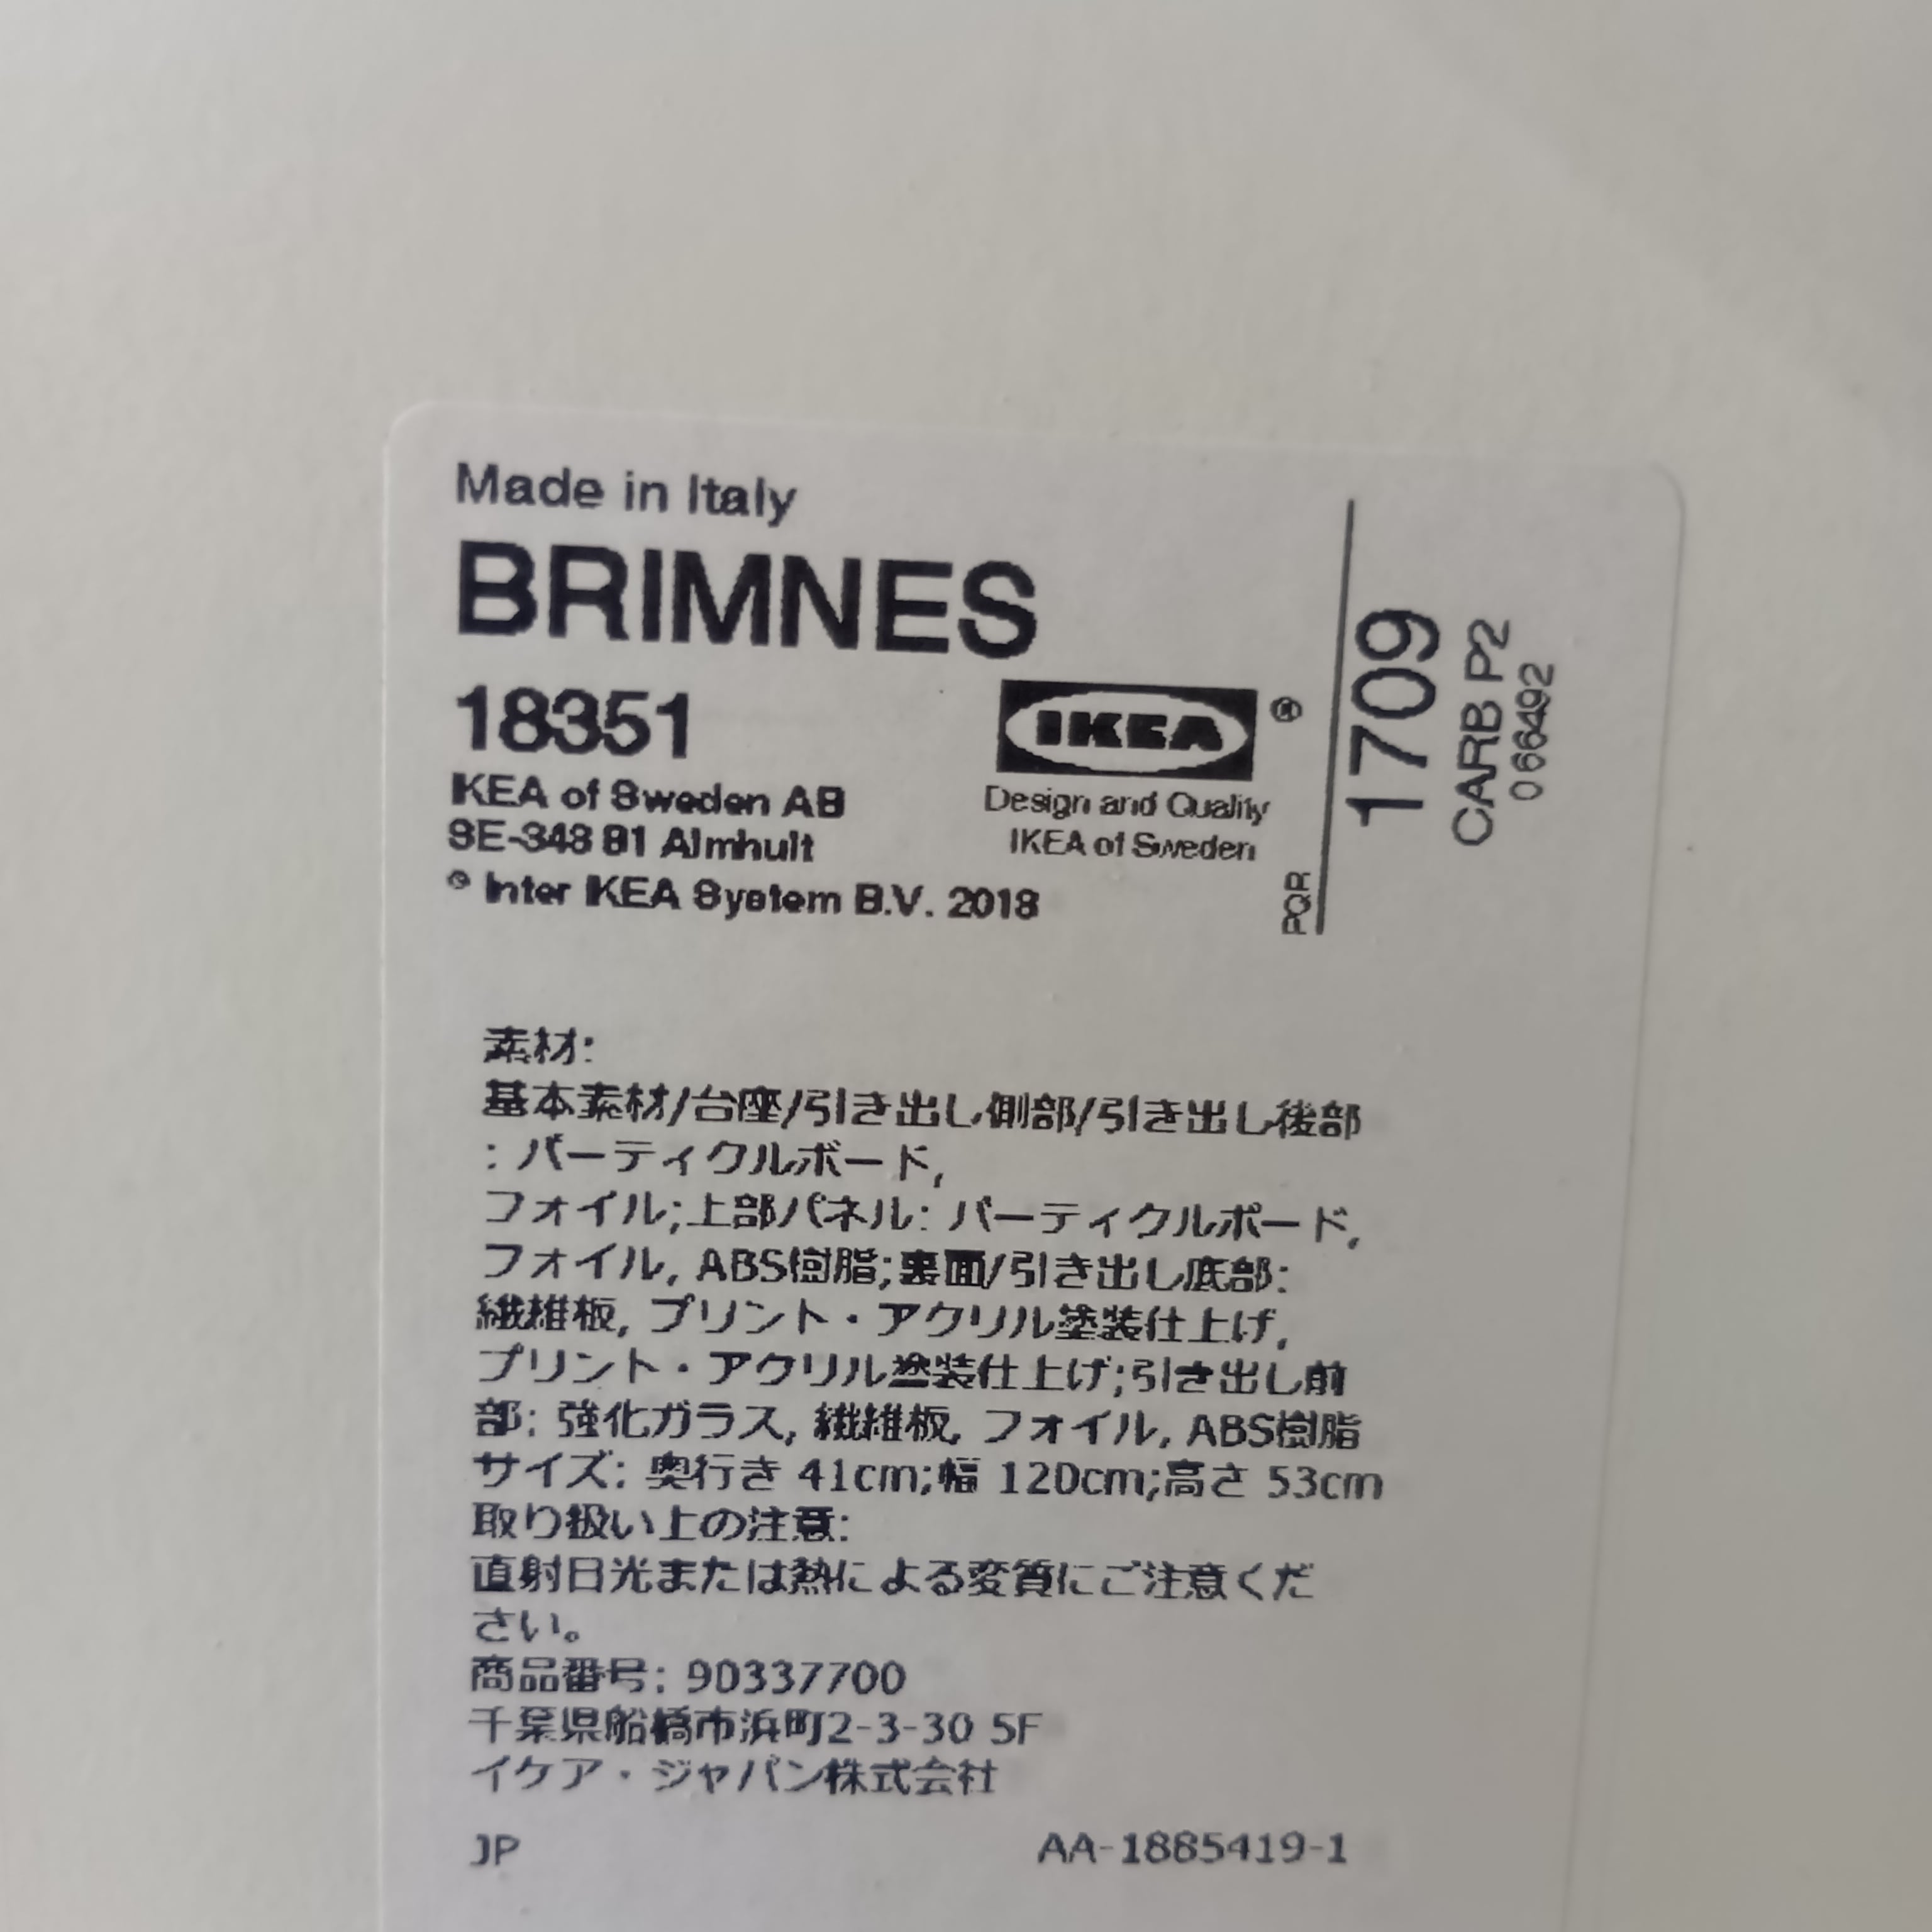 Made in Italy
BRIMNES
18351
IKEA of Sweden AB
SE-343 81 Almhult
© Inter IKEA System B.V. 2018
IKEA ®
Design and Quality
IKEA of Sweden
PQR
1709
CARB P2
066492
素材:
基本素材/台座/引き出し側部/引き出し後部
: パーティクルボード,
フォイル;上部パネル: パーティクルボード,
フォイル, ABS樹脂;裏面/引き出し底部:
繊維板, プリント・アクリル塗装仕上げ,
プリント・アクリル塗装仕上げ;引き出し前
部: 強化ガラス, 繊維板, フォイル, ABS樹脂
サイズ: 奥行き 41cm;幅 120cm;高さ 53cm
取り扱い上の注意:
直射日光または熱による変質にご注意くだ
さい。
商品番号: 90337700
千葉県船橋市浜町2-3-30 5F
イケア・ジャパン株式会社
JP
AA-1885419-1